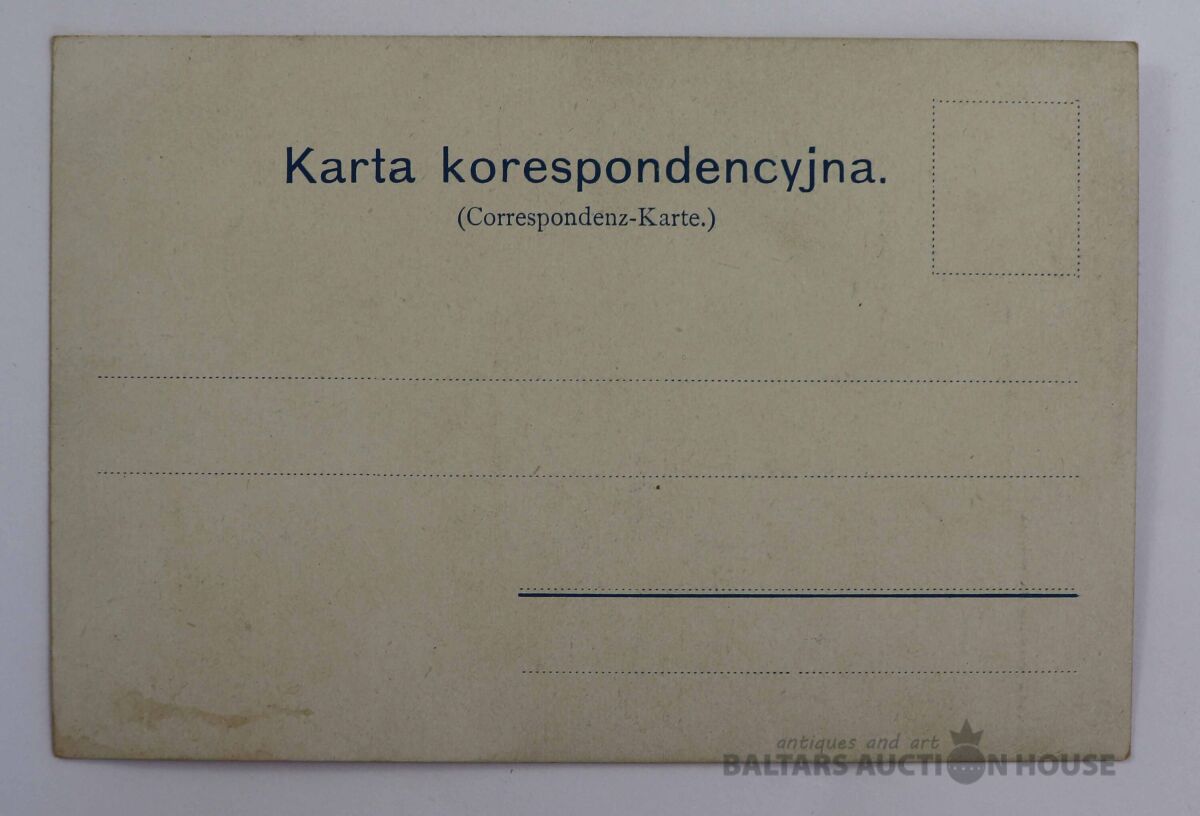 Karta korespondencyjna.
(Correspondenz-Karte.)
antiques and art
BALTARS AUCTION HOUSE